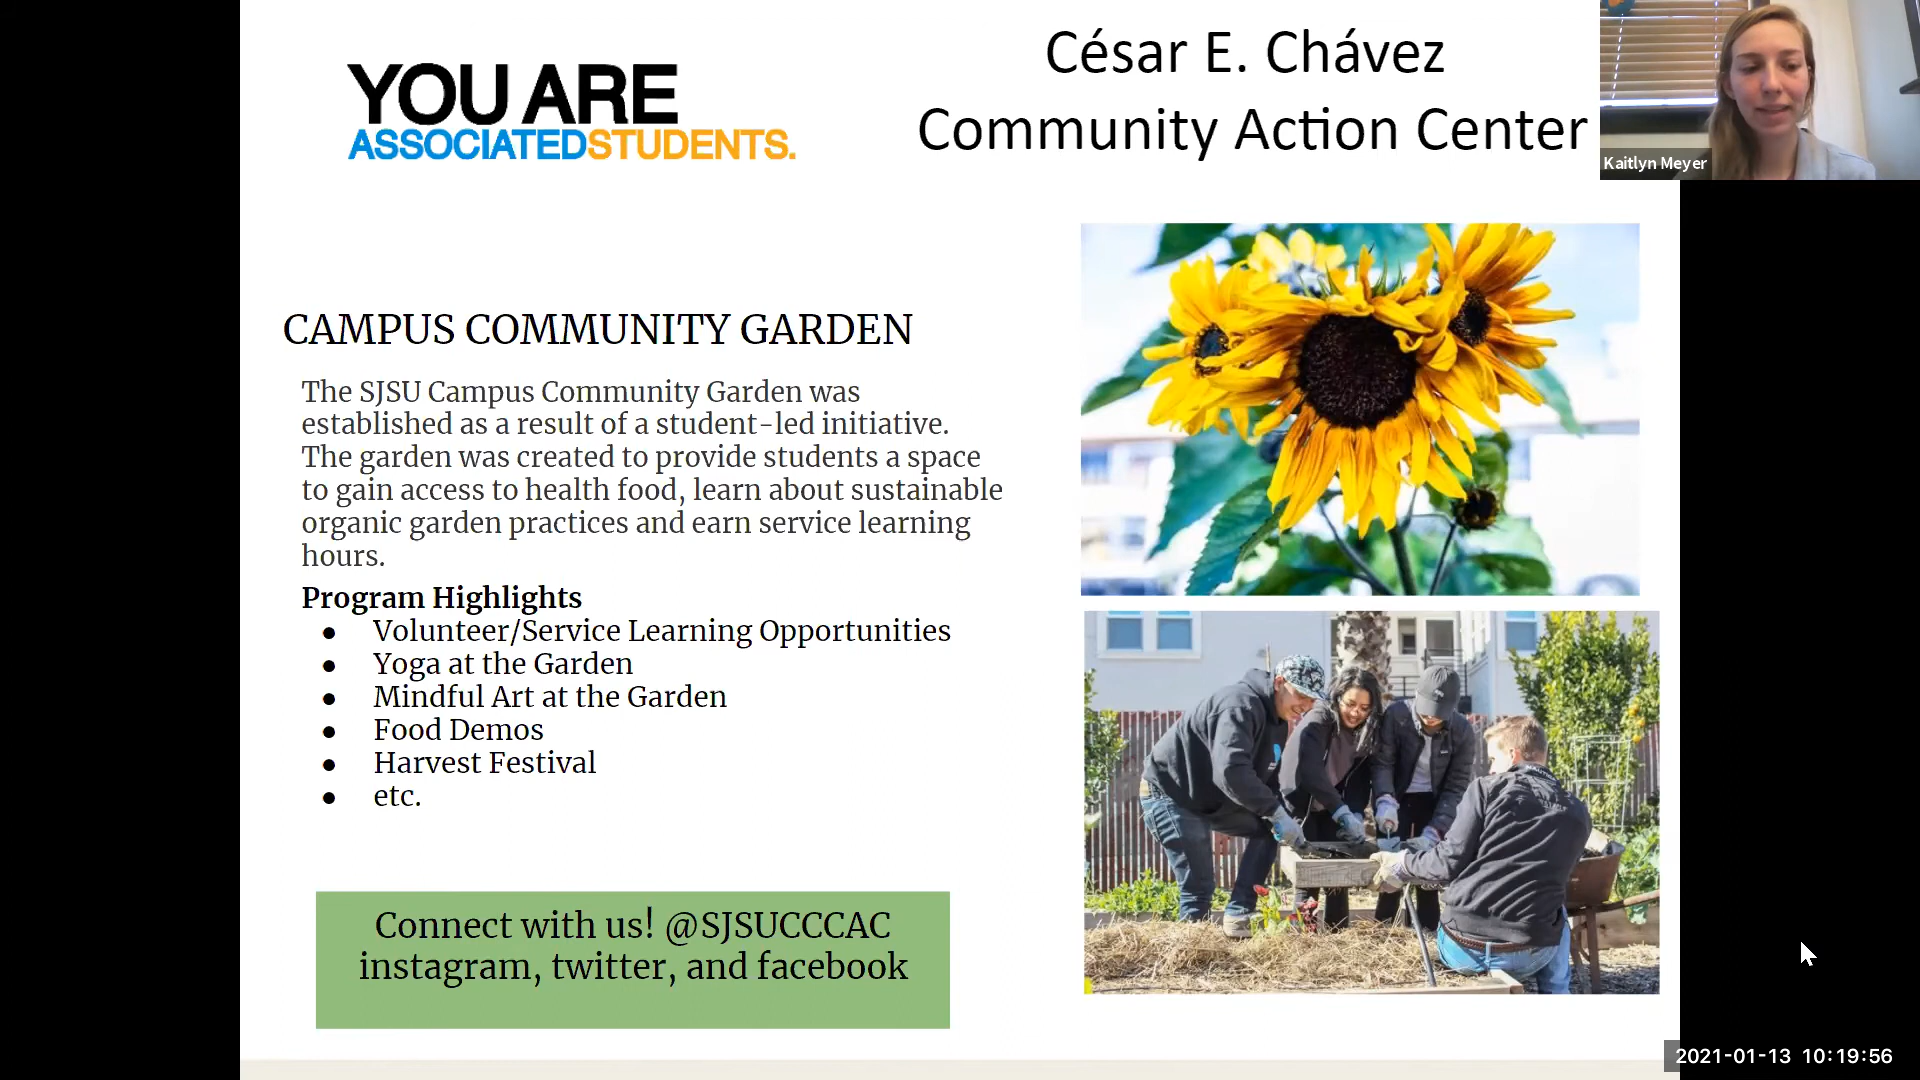 YOU ARE
ASSOCIATEDSTUDENTS.
César E. Chávez
Community Action Center
Kaitlyn Meyer
CAMPUS COMMUNITY GARDEN
The SJSU Campus Community Garden was
established as a result of a student-led initiative.
The garden was created to provide students a space
to gain access to health food, learn about sustainable
organic garden practices and earn service learning
hours.
Program Highlights
● Volunteer/Service Learning Opportunities
● Yoga at the Garden
● Mindful Art at the Garden
● Food Demos
● Harvest Festival
● etc.
Connect with us! @SJSUCCCAC
instagram, twitter, and facebook
2021-01-13 10:19:56